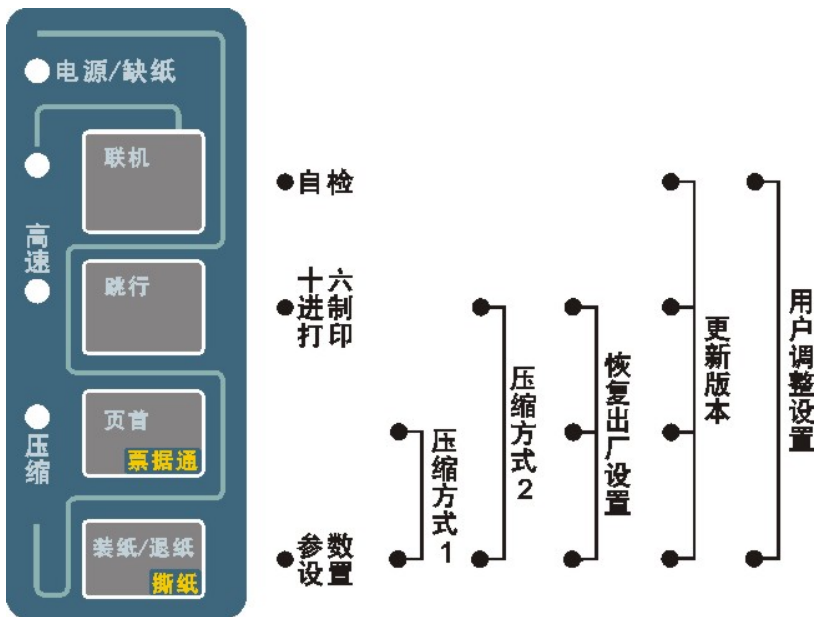 电源/缺纸
联机
高速
跳行
压缩
页首
票据通
装纸/退纸
撕纸
自检
十六
进制
打印
参数
设置
压缩方式1
压缩方式2
恢复出厂设置
更新版本
用户调整设置